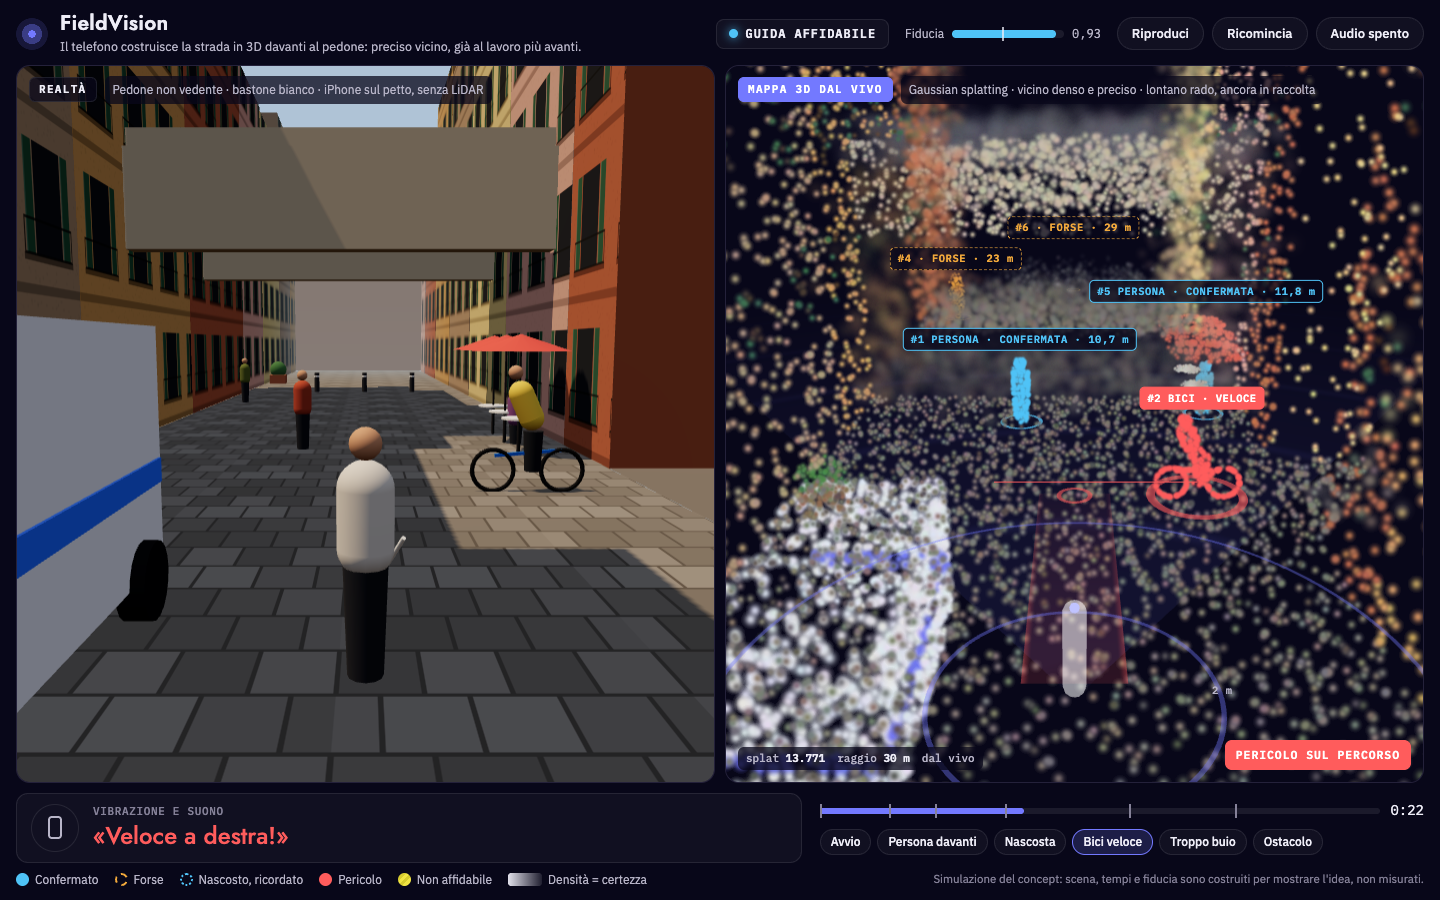 FieldVision
Il telefono costruisce la strada in 3D davanti al pedone: preciso vicino, già al lavoro più avanti.
GUIDA AFFIDABILE
Fiducia 0,93
Riproduci
Ricomincia
Audio spento
REALTÀ
Pedone non vedente · bastone bianco · iPhone sul petto, senza LiDAR
MAPPA 3D DAL VIVO
Gaussian splatting · vicino denso e preciso · lontano rado, ancora in raccolta
#6 · FORSE · 29 m
#4 · FORSE · 23 m
#5 PERSONA · CONFERMATA · 11,8 m
#1 PERSONA · CONFERMATA · 10,7 m
#2 BICI · VELOCE
2 m
splat 13.771 raggio 30 m dal vivo
PERICOLO SUL PERCORSO
VIBRAZIONE E SUONO
«Veloce a destra!»
0:22
Avvio
Persona davanti
Nascosta
Bici veloce
Troppo buio
Ostacolo
Confermato
Forse
Nascosto, ricordato
Pericolo
Non affidabile
Densità = certezza
Simulazione del concept: scena, tempi e fiducia sono costruiti per mostrare l'idea, non misurati.